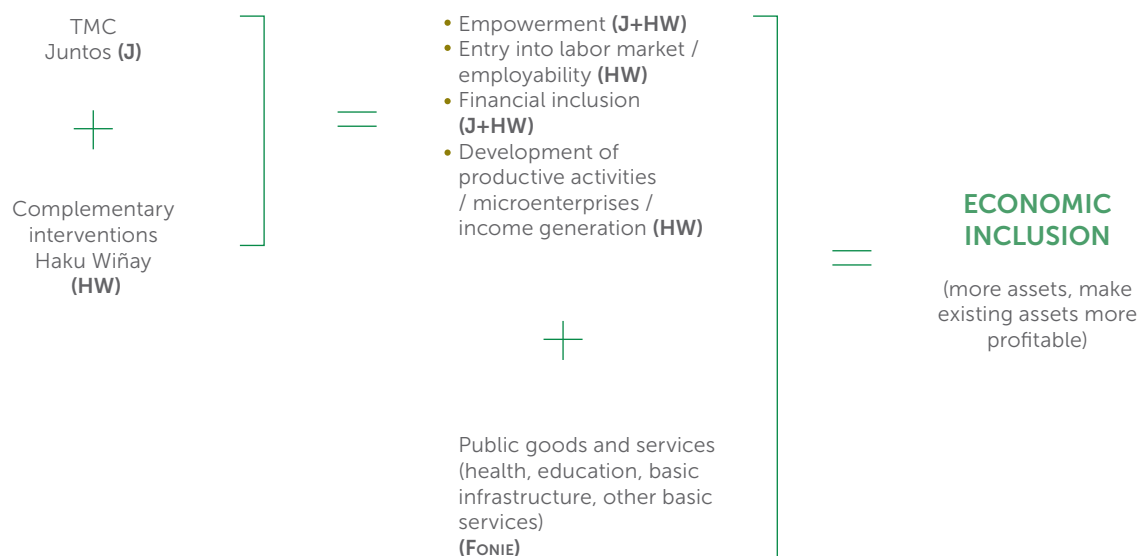 TMC
Juntos (J)
+
Complementary
interventions
Haku Wiñay
(HW)
=
• Empowerment (J+HW)
• Entry into labor market /
employability (HW)
• Financial inclusion
(J+HW)
• Development of
productive activities
/ microenterprises /
income generation (HW)
+
Public goods and services
(health, education, basic
infrastructure, other basic
services)
(FONIE)
=
ECONOMIC
INCLUSION
(more assets, make
existing assets more
profitable)